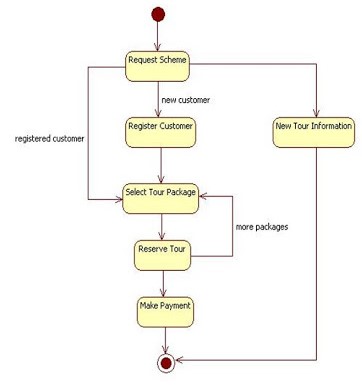 Request Scheme
new customer
Register Customer
New Tour Information
registered customer
Select Tour Package
more packages
Reserve Tour
Make Payment